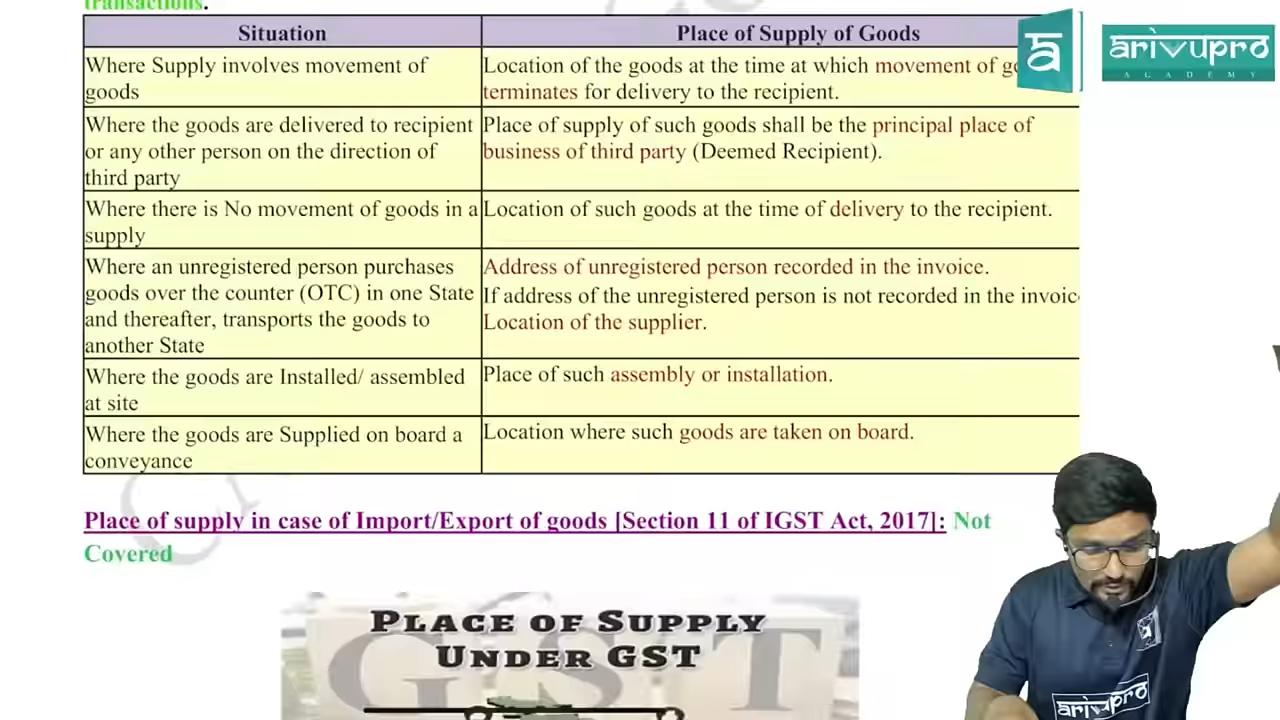 transactions.
Situation
Place of Supply of Goods
Where Supply involves movement of
goods
Location of the goods at the time at which movement of
terminates for delivery to the recipient.
Where the goods are delivered to recipient
or any other person on the direction of
third party
Place of supply of such goods shall be the principal place of
business of third party (Deemed Recipient).
Where there is No movement of goods in a
supply
Location of such goods at the time of delivery to the recipient.
Where an unregistered person purchases
goods over the counter (OTC) in one State
and thereafter, transports the goods to
another State
Address of unregistered person recorded in the invoice.
If address of the unregistered person is not recorded in the
Location of the supplier.
Where the goods are Installed/ assembled
at site
Place of such assembly or installation.
Where the goods are Supplied on board a
conveyance
Location where such goods are taken on board.
Place of supply in case of Import/Export of goods [Section 11 of IGST Act, 2017]: Not
Covered
PLACE OF SUPPLY
UNDER GST
GST
arivupro
ACADEMY
arivupro